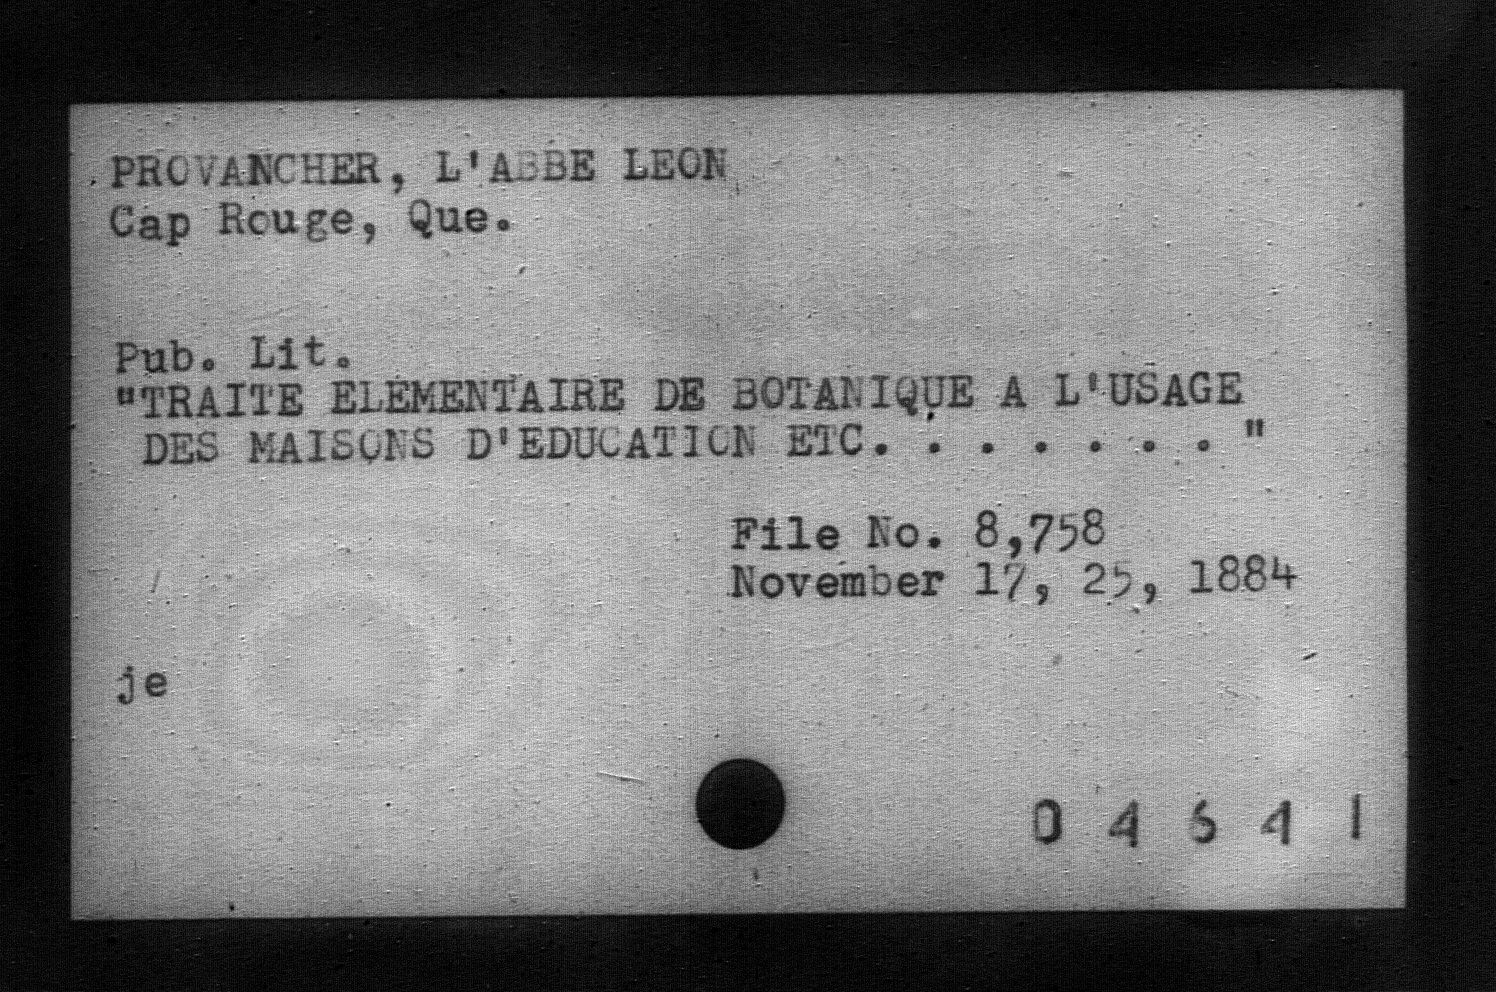 PROVANCHER, L'ABBE LEON
Cap Rouge, Que.
Pub. Lit.
"TRAITE ELEMENTAIRE DE BOTANIQUE A L'USAGE
DES MAISONS D'EDUCATION ETC. . . . . . . "
File No. 8,758
November 17, 25, 1884
je
0 4 6 4 1